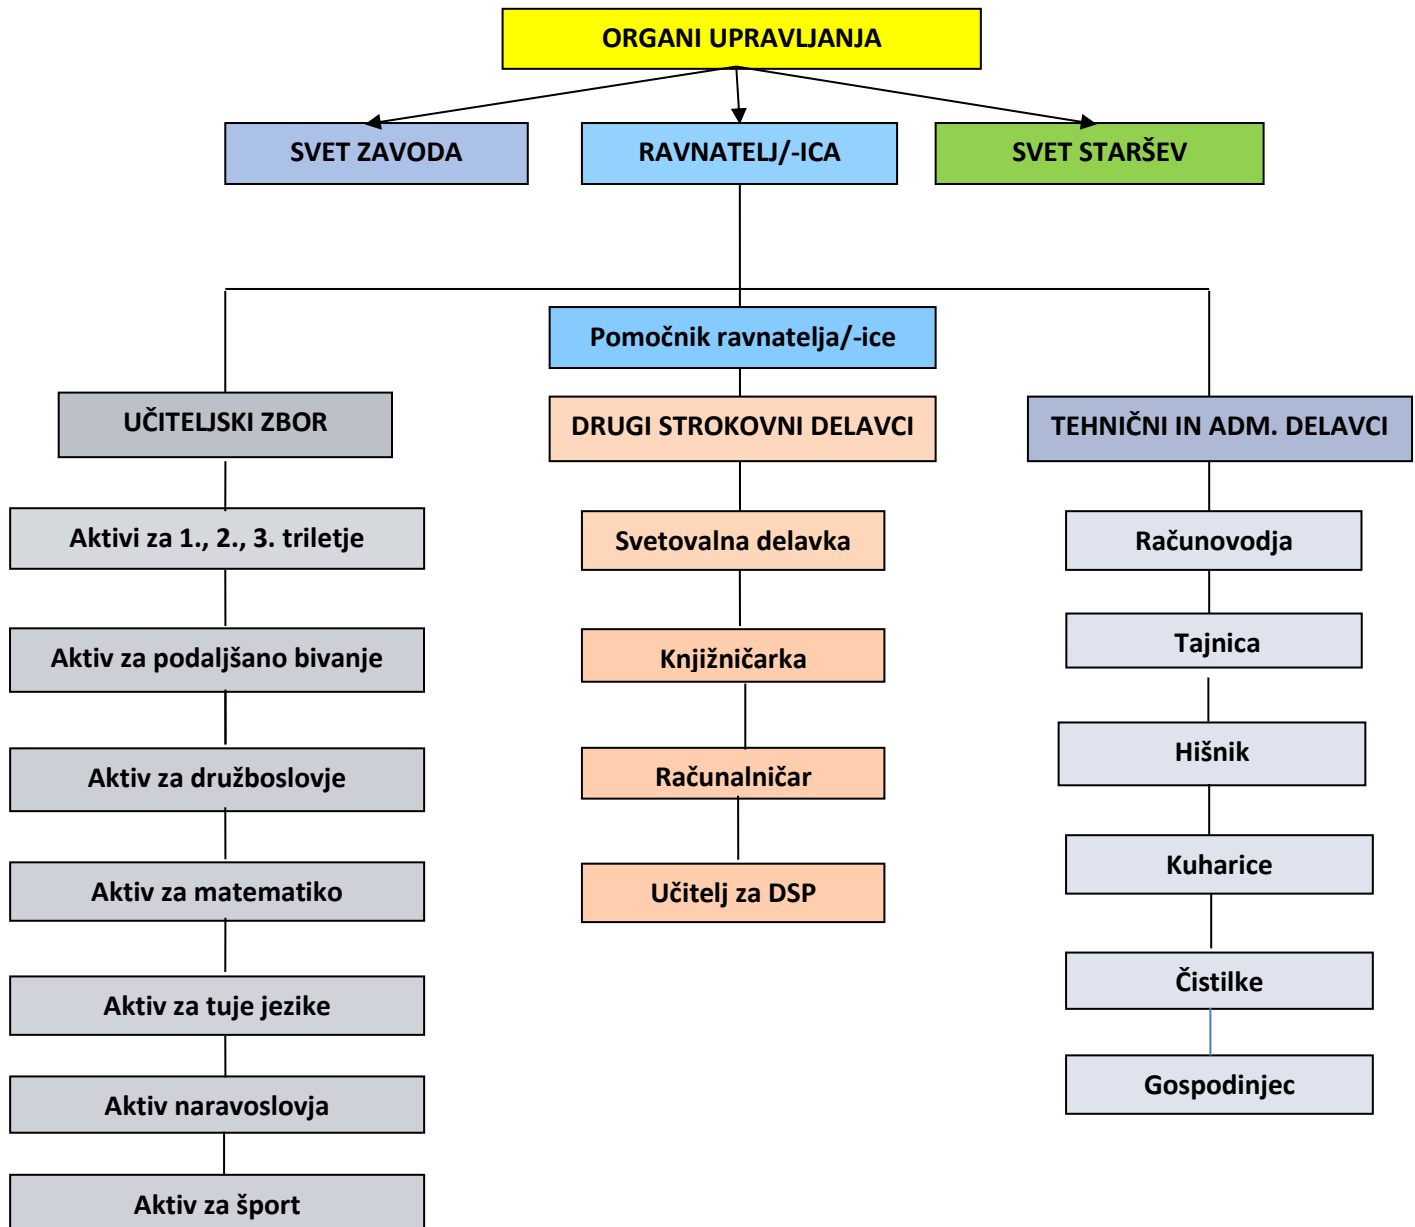 ORGANI UPRAVLJANJA
SVET ZAVODA
RAVNATELJ/-ICA
SVET STARŠEV
Pomočnik ravnatelja/-ice
UČITELJSKI ZBOR
Aktivi za 1., 2., 3. triletje
Aktiv za podaljšano bivanje
Aktiv za družboslovje
Aktiv za matematiko
Aktiv za tuje jezike
Aktiv naravoslovja
Aktiv za šport
DRUGI STROKOVNI DELAVCI
Svetovalna delavka
Knjižničarka
Računalničar
Učitelj za DSP
TEHNIČNI IN ADM. DELAVCI
Računovodja
Tajnica
Hišnik
Kuharice
Čistilke
Gospodinjec